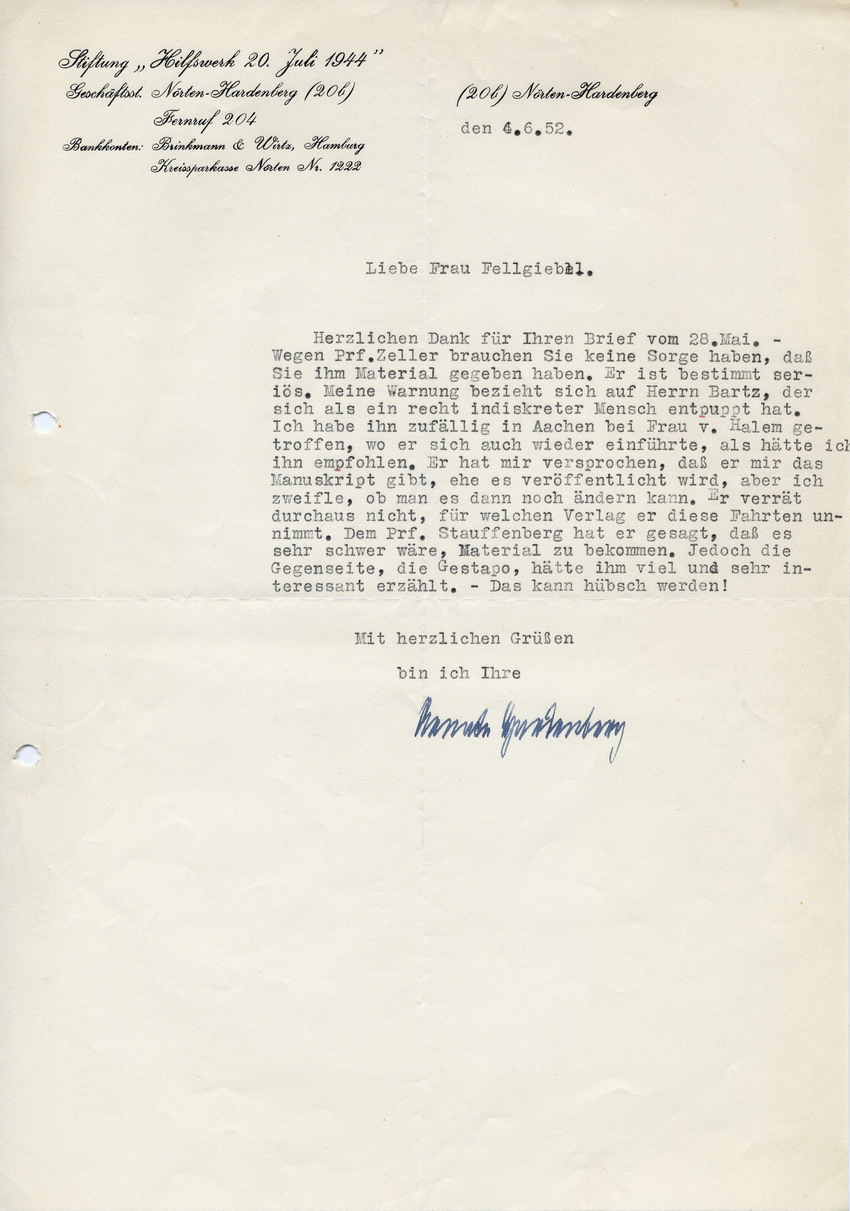 Stiftung „Hilfswerk 20. Juli 1944”
Geschäftsst. Nörten-Hardenberg (20b)
Fernruf 204
Bankkonten: Brinkmann & Wirtz, Hamburg
Kreissparkasse Nörten Nr. 1222
(20b) Nörten-Hardenberg
den 4.6.52.
Liebe Frau Fellgiebel.
Herzlichen Dank für Ihren Brief vom 28.Mai. -
Wegen Prf.Zeller brauchen Sie keine Sorge haben, daß
Sie ihm Material gegeben haben. Er ist bestimmt ser-
iös. Meine Warnung bezieht sich auf Herrn Bartz, der
sich als ein recht indiskreter Mensch entpuppt hat.
Ich habe ihn zufällig in Aachen bei Frau v. Halem ge-
troffen, wo er sich auch wieder einführte, als hätte ich
ihn empfohlen. Er hat mir versprochen, daß er mir das
Manuskript gibt, ehe es veröffentlicht wird, aber ich
zweifle, ob man es dann noch ändern kann. Er verrät
durchaus nicht, für welchen Verlag er diese Fahrten un-
nimmt. Dem Prf. Stauffenberg hat er gesagt, daß es
sehr schwer wäre, Material zu bekommen. Jedoch die
Gegenseite, die Gestapo, hätte ihm viel und sehr in-
teressant erzählt. - Das kann hübsch werden!
Mit herzlichen Grüßen
bin ich Ihre
Renate Hardenberg